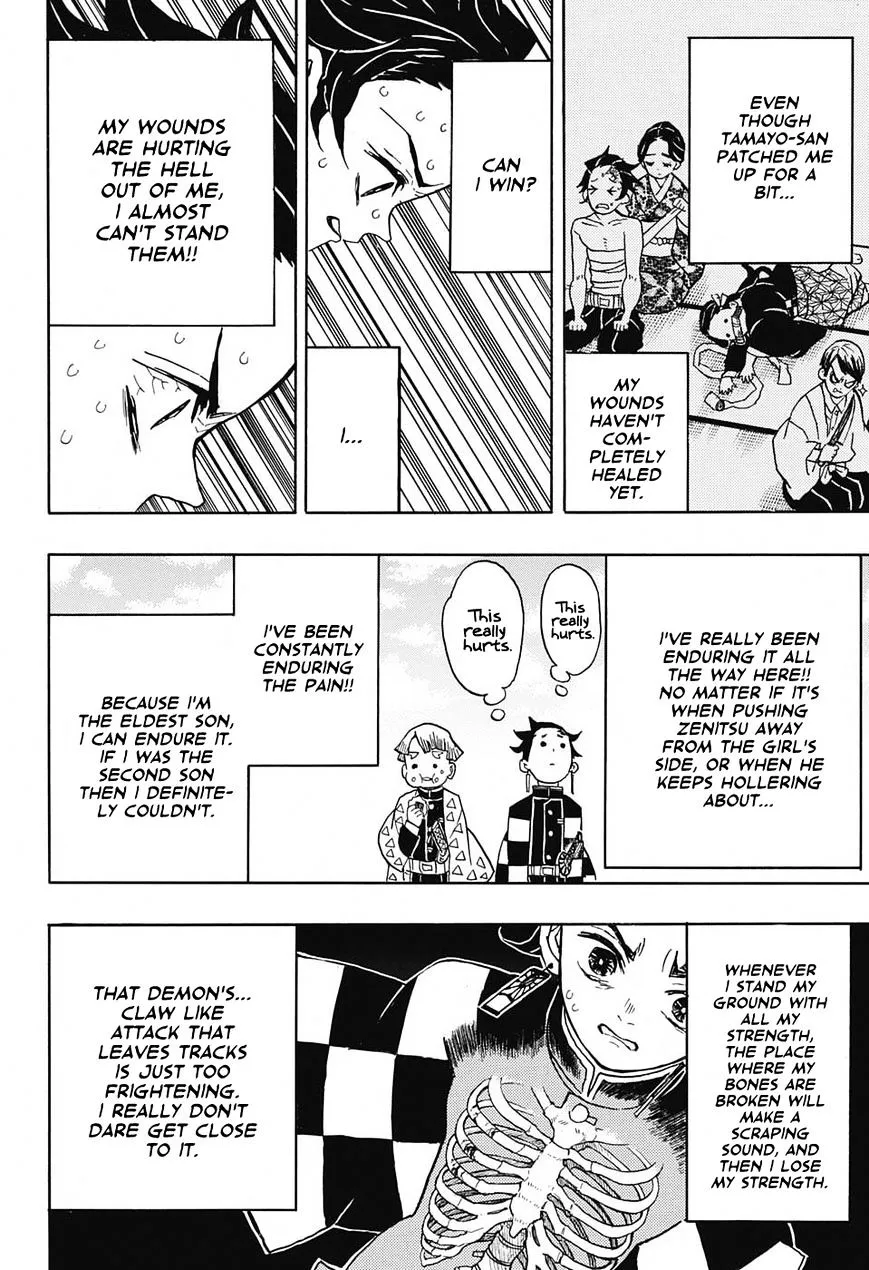 EVEN
THOUGH
TAMAYO-SAN
PATCHED ME
UP FOR A
BIT...
MY
WOUNDS
HAVEN'T
COM-
PLETELY
HEALED
YET.
CAN
I WIN?
I...
MY WOUNDS
ARE HURTING
THE HELL
OUT OF ME,
I ALMOST
CAN'T STAND
THEM!!
I'VE REALLY BEEN
ENDURING IT ALL
THE WAY HERE!!
NO MATTER IF IT'S
WHEN PUSHING
ZENITSU AWAY
FROM THE GIRL'S
SIDE, OR WHEN HE
KEEPS HOLLERING
ABOUT...
This
really
hurts.
This
really
hurts.
I'VE BEEN
CONSTANTLY
ENDURING
THE PAIN!!
BECAUSE I'M
THE ELDEST SON,
I CAN ENDURE IT.
IF I WAS THE
SECOND SON
THEN I DEFINITE-
LY COULDN'T.
WHENEVER
I STAND MY
GROUND WITH
ALL MY
STRENGTH,
THE PLACE
WHERE MY
BONES ARE
BROKEN WILL
MAKE A
SCRAPING
SOUND, AND
THEN I LOSE
MY STRENGTH.
THAT DEMON'S...
CLAW LIKE
ATTACK THAT
LEAVES TRACKS
IS JUST TOO
FRIGHTENING.
I REALLY DON'T
DARE GET CLOSE
TO IT.